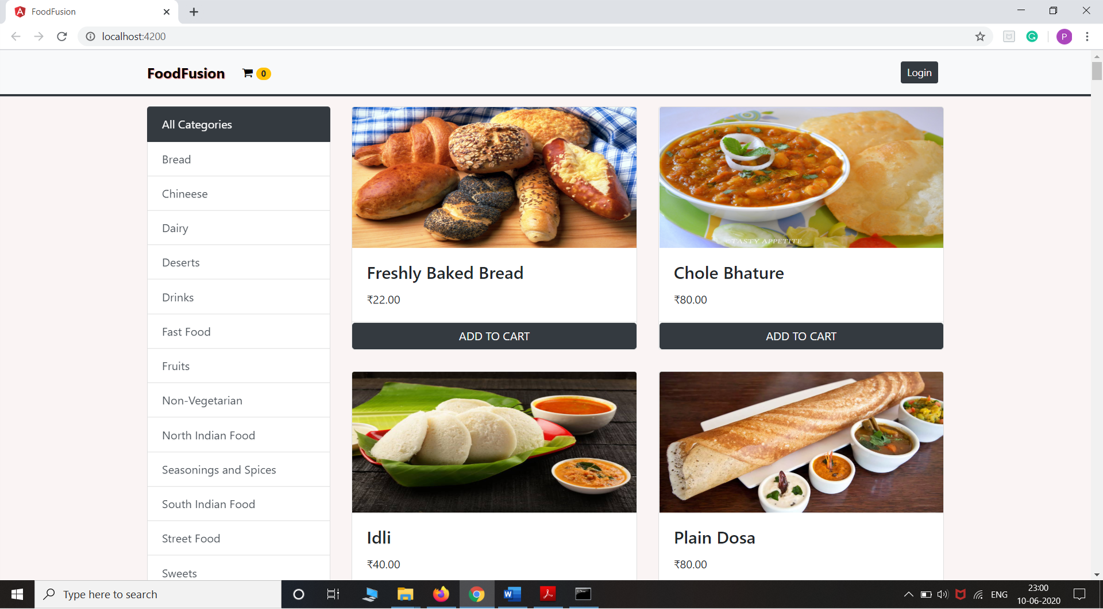 FoodFusion
localhost:4200
P
FoodFusion
0
Login
All Categories
Bread
Chineese
Dairy
Deserts
Drinks
Fast Food
Fruits
Non-Vegetarian
North Indian Food
Seasonings and Spices
South Indian Food
Street Food
Sweets
TASTY APPETITE
Freshly Baked Bread
₹22.00
ADD TO CART
Chole Bhature
₹80.00
ADD TO CART
Idli
₹40.00
Plain Dosa
₹80.00
Type here to search
ENG
23:00
10-06-2020